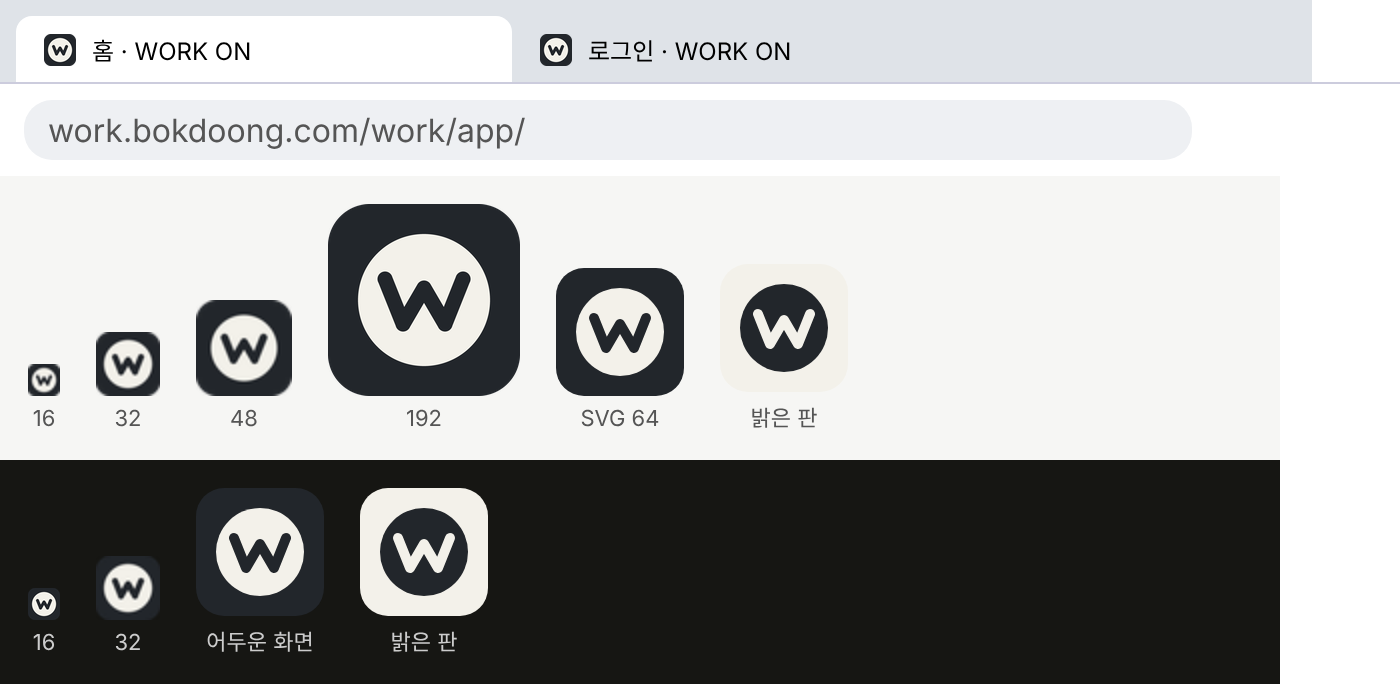 W 홈 · WORK ON
W 로그인 · WORK ON
work.bokdoong.com/work/app/
W W W W W W
16 32 48 192 SVG 64 밝은 판
W W W W
16 32 어두운 화면 밝은 판